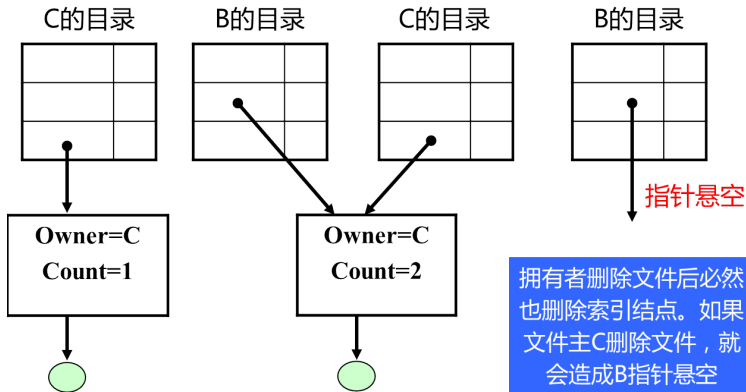 C的目录
B的目录
C的目录
B的目录
指针悬空
Owner=C
Count=1
Owner=C
Count=2
拥有者删除文件后必然
也删除索引结点。如果
文件主C删除文件，就
会造成B指针悬空